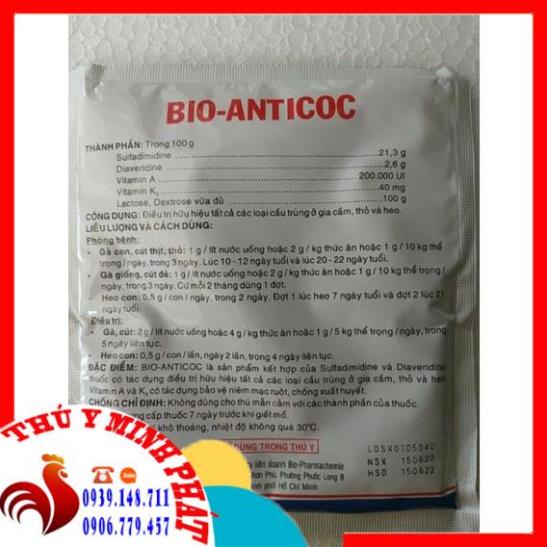 BIO-ANTICOC
THÀNH PHẦN: Trong 100 g
Sulfadimidine 21,3 g
Diaveridine 2,6 g
Vitamin A 200.000 UI
Vitamin K₃ 40 mg
Lactose, Dextrose vừa đủ 100 g
CÔNG DỤNG: Điều trị hữu hiệu tất cả các loại cầu trùng ở gia cầm, thỏ và heo.
LIỀU LƯỢNG VÀ CÁCH DÙNG:
Phòng bệnh:
- Gà con, cút thịt, thỏ: 1 g / lít nước uống hoặc 2 g / kg thức ăn hoặc 1 g / 10 kg thể
trọng / ngày, trong 3 ngày. Lúc 10 - 12 ngày tuổi và lúc 20 - 22 ngày tuổi.
- Gà giống, cút đẻ: 1 g / lít nước uống hoặc 2 g / kg thức ăn hoặc 1 g / 10 kg thể trọng /
ngày, trong 3 ngày. Cứ mỗi 2 tháng dùng 1 đợt.
- Heo con: 0,5 g / con / ngày, trong 2 ngày. Đợt 1 lúc heo 7 ngày tuổi và đợt 2 lúc 21
ngày tuổi.
Điều trị:
- Gà, cút: 2 g / lít nước uống hoặc 4 g / kg thức ăn hoặc 1 g / 5 kg thể trọng / ngày, trong
5 ngày liên tục.
- Heo con: 0,5 g / con / lần, ngày 2 lần, trong 4 ngày liên tục.
ĐẶC ĐIỂM: BIO-ANTICOC là sản phẩm kết hợp của Sulfadimidine và Diaveridine
thuốc có tác dụng điều trị hữu hiệu tất cả các loại cầu trùng ở gia cầm, thỏ và heo
Vitamin A và K₃ có tác dụng bảo vệ niêm mạc ruột, chống xuất huyết.
CHỐNG CHỈ ĐỊNH: Không dùng cho thú mẫn cảm với các thành phần của thuốc.
cấp thuốc 7 ngày trước khi giết mổ.
khô thoáng, nhiệt độ không quá 30°C.
DÙNG TRONG THÚ Y
LOSX0305040
NSX 150620
HSD 150622
liên doanh Bio-Pharmachemie
Phú, Phường Phước Long B
phố Hồ Chí Minh
THÚ Y MINH PHÁT
Zalo
0939.148.711
0906.779.457